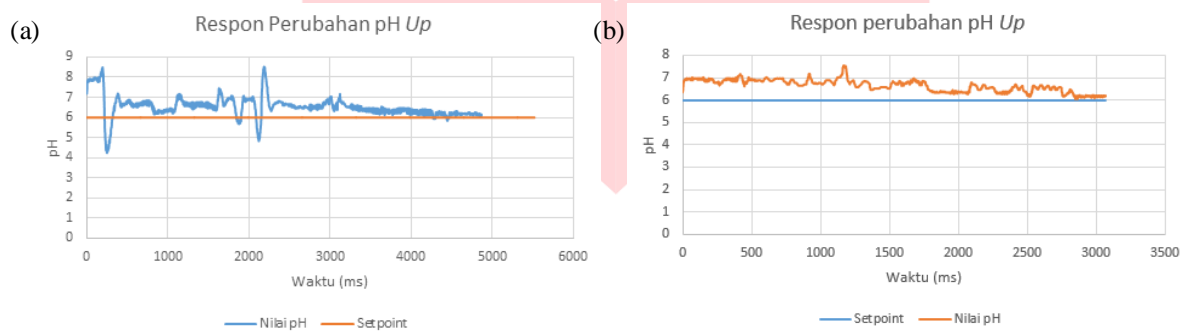 (a)
Respon Perubahan pH Up
9
8
7
6
5
4
3
2
1
0
pH
0 1000 2000 3000 4000 5000 6000
Waktu (ms)
Nilai pH Setpoint
(b)
Respon perubahan pH Up
8
7
6
5
4
3
2
1
0
pH
0 500 1000 1500 2000 2500 3000 3500
Waktu (ms)
Setpoint Nilai pH